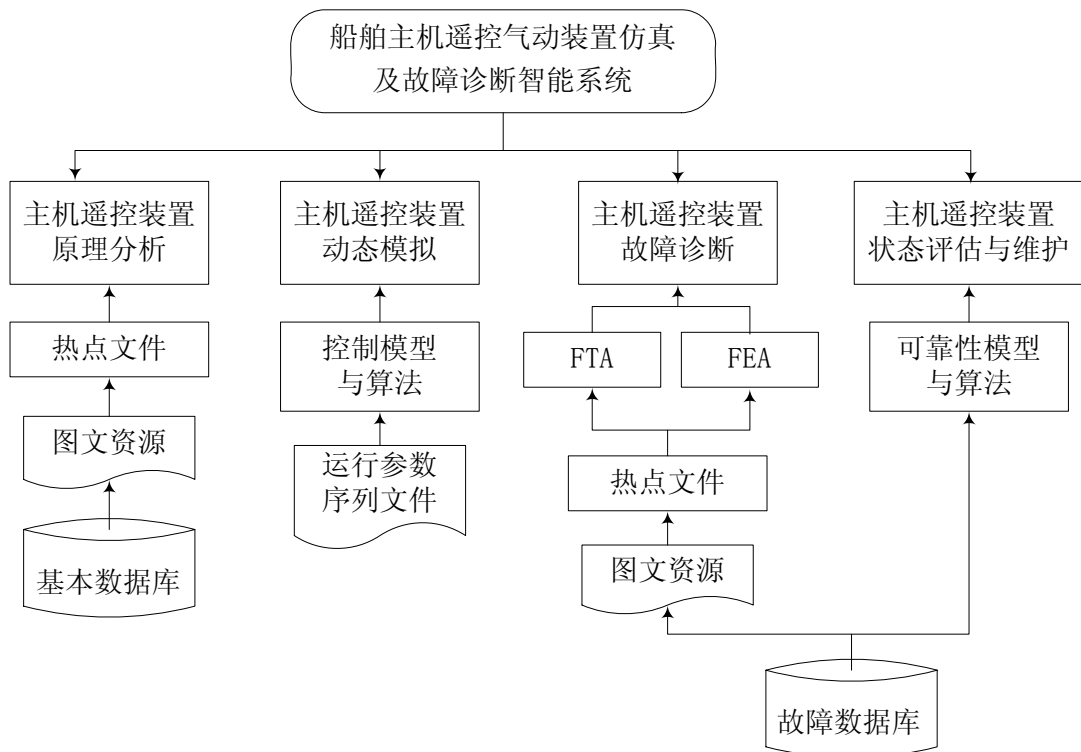 船舶主机遥控气动装置仿真
及故障诊断智能系统
主机遥控装置
原理分析
主机遥控装置
动态模拟
主机遥控装置
故障诊断
主机遥控装置
状态评估与维护
热点文件
控制模型
与算法
FTA
FEA
可靠性模型
与算法
图文资源
运行参数
序列文件
热点文件
基本数据库
图文资源
故障数据库